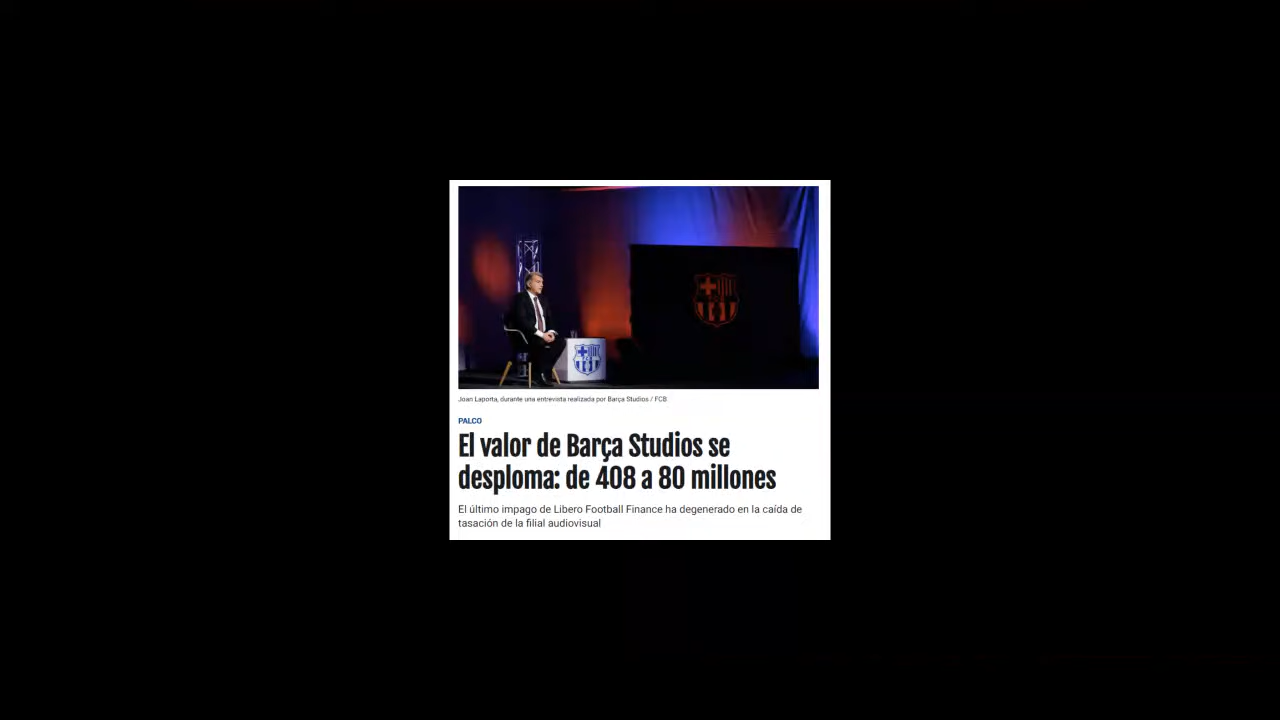 Joan Laporta, durante una entrevista realizada por Barça Studios / FCB
PALCO
El valor de Barça Studios se
desploma: de 408 a 80 millones
El último impago de Libero Football Finance ha degenerado en la caída de
tasación de la filial audiovisual